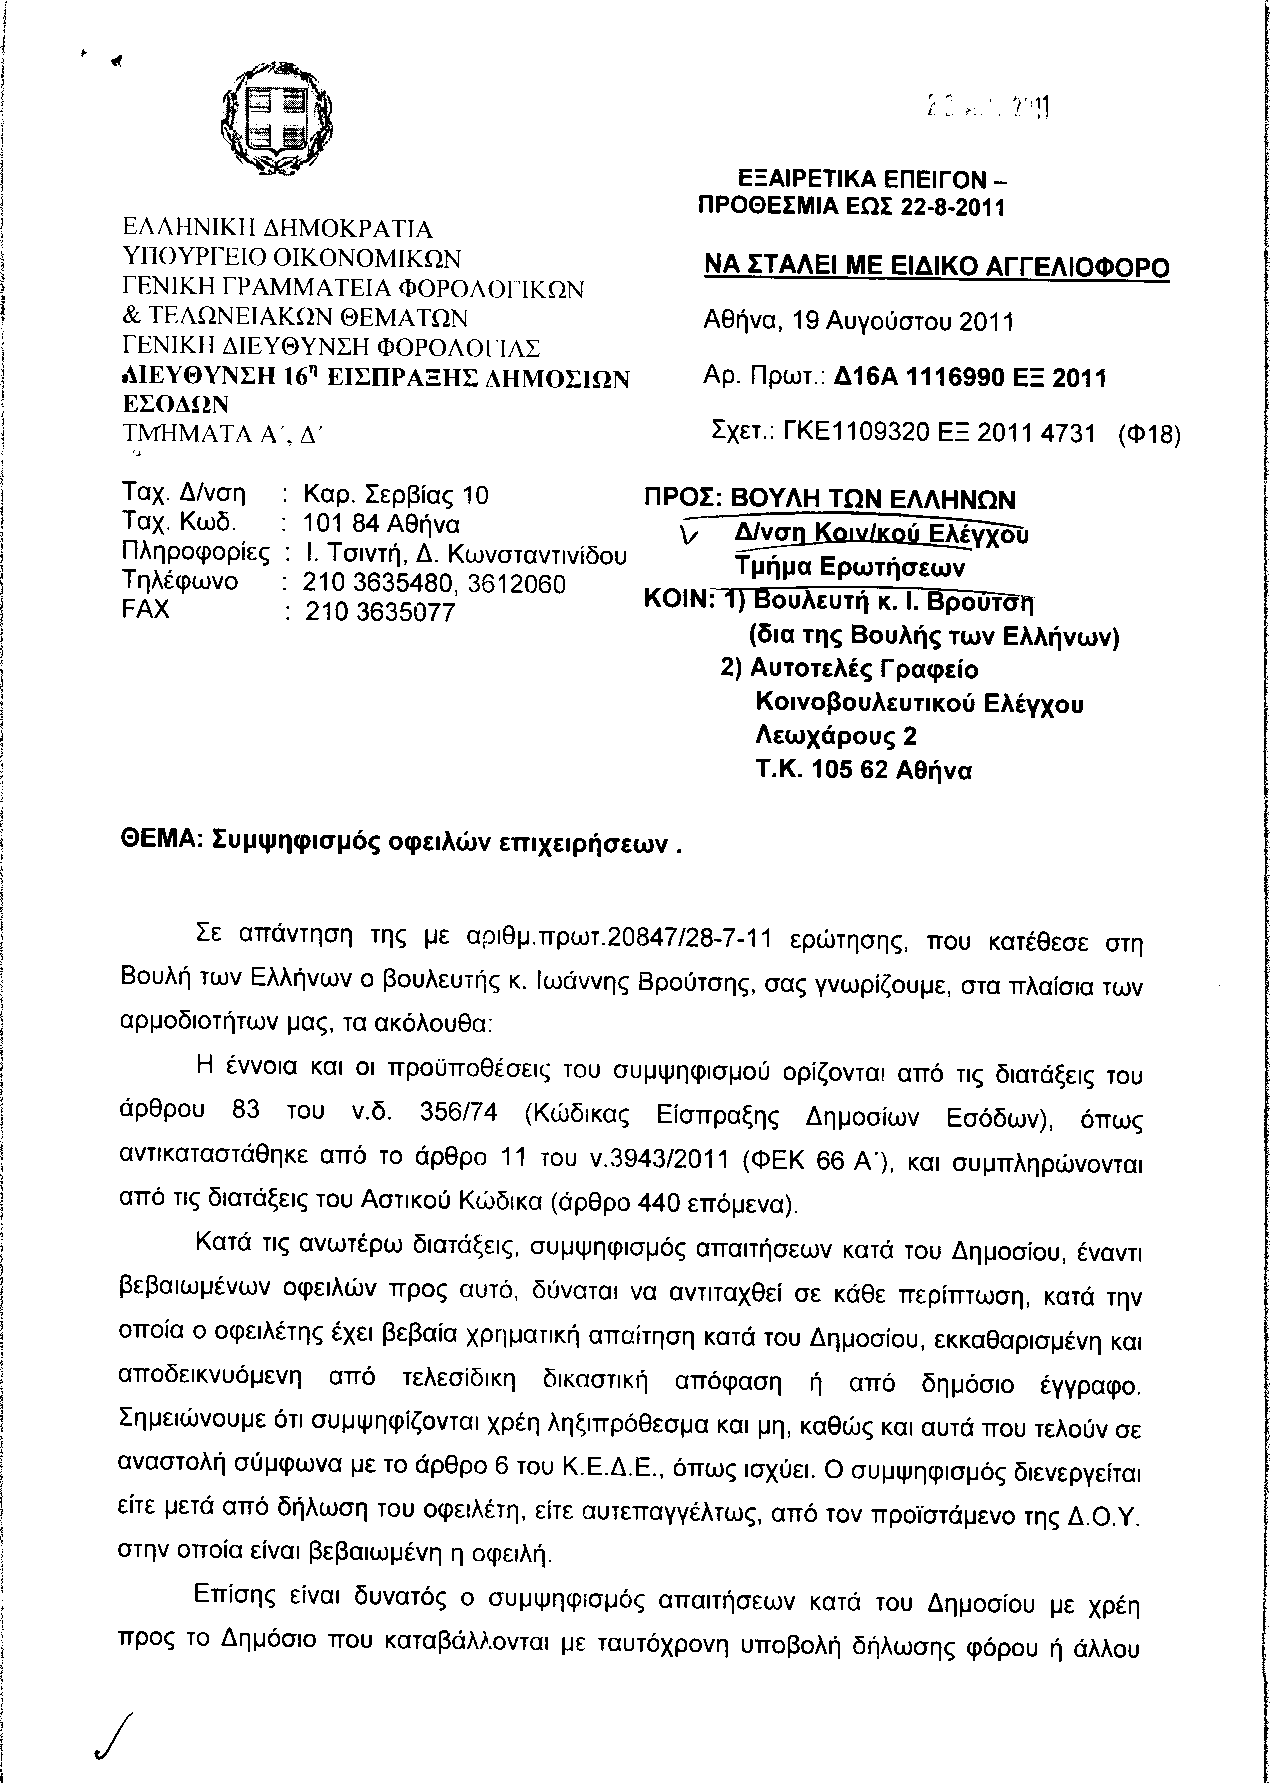 ΕΞΑΙΡΕΤΙΚΑ ΕΠΕΙΓΟΝ –
ΠΡΟΘΕΣΜΙΑ ΕΩΣ 22-8-2011
ΝΑ ΣΤΑΛΕΙ ΜΕ ΕΙΔΙΚΟ ΑΓΓΕΛΙΟΦΟΡΟ
ΕΛΛΗΝΙΚΗ ΔΗΜΟΚΡΑΤΙΑ
ΥΠΟΥΡΓΕΙΟ ΟΙΚΟΝΟΜΙΚΩΝ
ΓΕΝΙΚΗ ΓΡΑΜΜΑΤΕΙΑ ΦΟΡΟΛΟΓΙΚΩΝ
& ΤΕΛΩΝΕΙΑΚΩΝ ΘΕΜΑΤΩΝ
ΓΕΝΙΚΗ ΔΙΕΥΘΥΝΣΗ ΦΟΡΟΛΟΓΙΑΣ
ΔΙΕΥΘΥΝΣΗ 16η ΕΙΣΠΡΑΞΗΣ ΔΗΜΟΣΙΩΝ
ΕΣΟΔΩΝ
ΤΜΗΜΑΤΑ Α΄, Δ΄
Αθήνα, 19 Αυγούστου 2011
Αρ. Πρωτ.: Δ16Α 1116990 ΕΞ 2011
Σχετ.: ΓΚΕ1109320 ΕΞ 2011 4731 (Φ18)
Ταχ. Δ/νση : Καρ. Σερβίας 10
Ταχ. Κωδ. : 101 84 Αθήνα
Πληροφορίες : Ι. Τσιντή, Δ. Κωνσταντινίδου
Τηλέφωνο : 210 3635480, 3612060
FAX : 210 3635077
ΠΡΟΣ: ΒΟΥΛΗ ΤΩΝ ΕΛΛΗΝΩΝ
Δ/νση Κοιν/κού Ελέγχου
Τμήμα Ερωτήσεων
ΚΟΙΝ: 1) Βουλευτή κ. Ι. Βρούτση
(δια της Βουλής των Ελλήνων)
2) Αυτοτελές Γραφείο
Κοινοβουλευτικού Ελέγχου
Λεωχάρους 2
Τ.Κ. 105 62 Αθήνα
ΘΕΜΑ: Συμψηφισμός οφειλών επιχειρήσεων .
Σε απάντηση της με αριθμ.πρωτ.20847/28-7-11 ερώτησης, που κατέθεσε στη
Βουλή των Ελλήνων ο βουλευτής κ. Ιωάννης Βρούτσης, σας γνωρίζουμε, στα πλαίσια των
αρμοδιοτήτων μας, τα ακόλουθα:
Η έννοια και οι προϋποθέσεις του συμψηφισμού ορίζονται από τις διατάξεις του
άρθρου 83 του ν.δ. 356/74 (Κώδικας Είσπραξης Δημοσίων Εσόδων), όπως
αντικαταστάθηκε από το άρθρο 11 του ν.3943/2011 (ΦΕΚ 66 Α΄), και συμπληρώνονται
από τις διατάξεις του Αστικού Κώδικα (άρθρο 440 επόμενα).
Κατά τις ανωτέρω διατάξεις, συμψηφισμός απαιτήσεων κατά του Δημοσίου, έναντι
βεβαιωμένων οφειλών προς αυτό, δύναται να αντιταχθεί σε κάθε περίπτωση, κατά την
οποία ο οφειλέτης έχει βεβαία χρηματική απαίτηση κατά του Δημοσίου, εκκαθαρισμένη και
αποδεικνυόμενη από τελεσίδικη δικαστική απόφαση ή από δημόσιο έγγραφο.
Σημειώνουμε ότι συμψηφίζονται χρέη ληξιπρόθεσμα και μη, καθώς και αυτά που τελούν σε
αναστολή σύμφωνα με το άρθρο 6 του Κ.Ε.Δ.Ε., όπως ισχύει. Ο συμψηφισμός διενεργείται
είτε μετά από δήλωση του οφειλέτη, είτε αυτεπαγγέλτως, από τον προϊστάμενο της Δ.Ο.Υ.
στην οποία είναι βεβαιωμένη η οφειλή.
Επίσης είναι δυνατός ο συμψηφισμός απαιτήσεων κατά του Δημοσίου με χρέη
προς το Δημόσιο που καταβάλλονται με ταυτόχρονη υποβολή δήλωσης φόρου ή άλλου